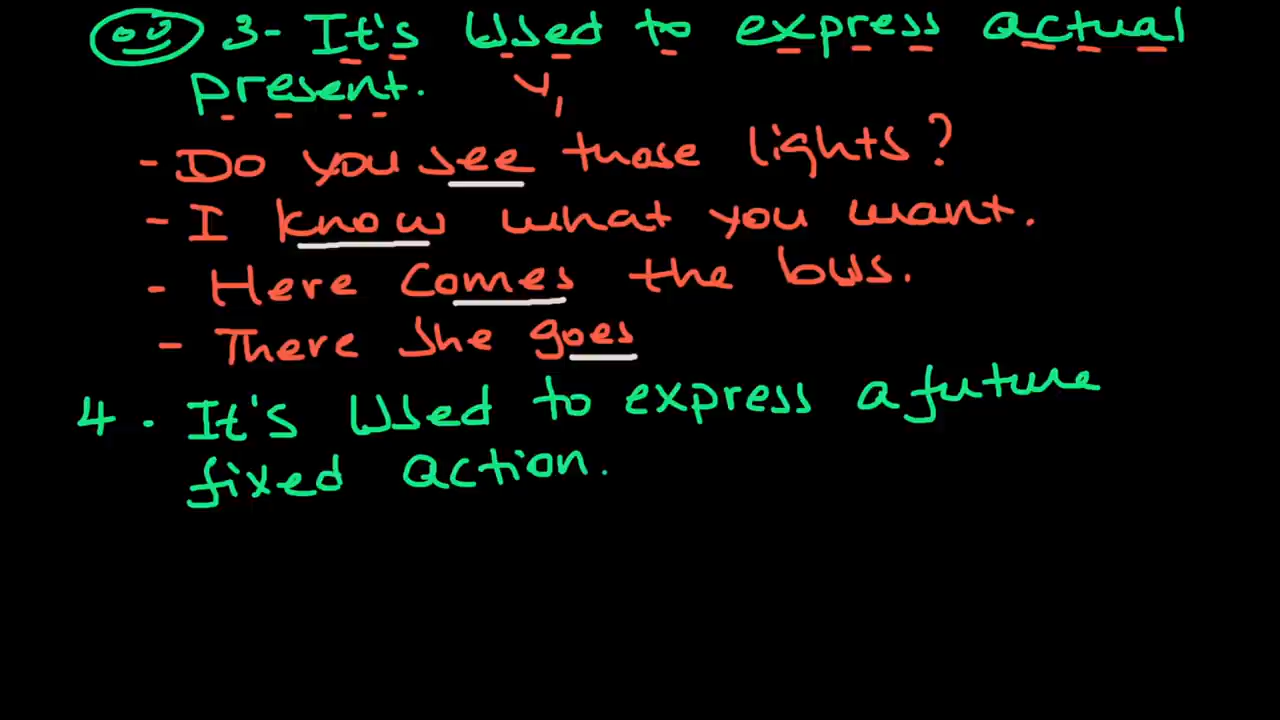 3- It's Used to express actual
present. V1
- Do you see those lights?
- I know what you want.
- Here comes the bus.
- There she goes
4. It's Used to express a future
fixed action.